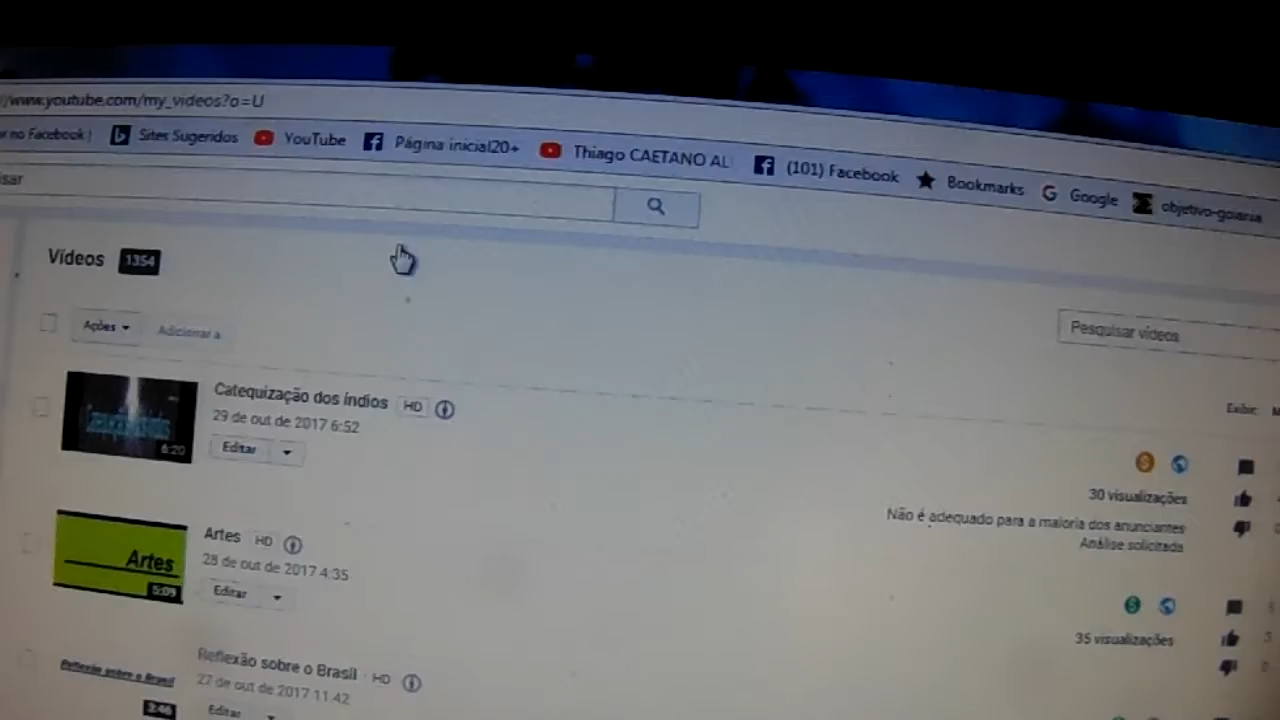 //www.youtube.com/my_videos?o=U
r no Facebook | Sites Sugeridos YouTube Página inicial20+ Thiago CAETANO AL (101) Facebook Bookmarks Google objetivo-goiania
isar
Vídeos 1354
Ações Adicionar a
Pesquisar vídeos
Exibir:
Catequização dos índios HD
29 de out de 2017 6:52
6:20
Editar
30 visualizações
Não é adequado para a maioria dos anunciantes
Análise solicitada
Artes HD
Artes
28 de out de 2017 4:35
5:09
Editar
35 visualizações
Reflexão sobre o Brasil HD
Reflexão sobre o Brasil
27 de out de 2017 11:42
3:46
Editar